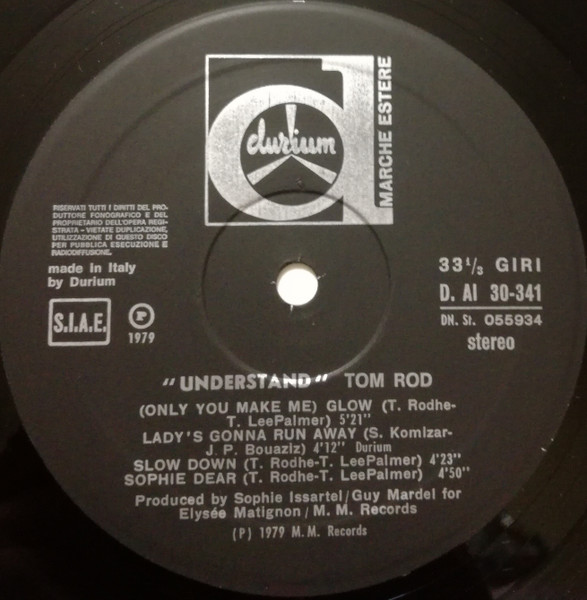 durium
MARCHE ESTERE
RISERVATI TUTTI I DIRITTI DEL PRO-
DUTTORE FONOGRAFICO E DEL
PROPRIETARIO DELL'OPERA REGI-
STRATA - VIETATE DUPLICAZIONE,
UTILIZZAZIONE DI QUESTO DISCO
PER PUBBLICA ESECUZIONE E
RADIODIFFUSIONE.
made in Italy
by Durium
S.I.A.E.
P
1979
33 1/3 GIRI
D. AI 30-341
DN. St. 055934
stereo
"UNDERSTAND" TOM ROD
(ONLY YOU MAKE ME) GLOW (T. Rodhe-
T. LeePalmer) 5'21"
LADY'S GONNA RUN AWAY (S. Komizar-
J. P. Bouaziz) 4'12" Durium
SLOW DOWN (T. Rodhe-T. LeePalmer) 4'23"
SOPHIE DEAR (T. Rodhe-T. LeePalmer) 4'50"
Produced by Sophie Issartel/Guy Mardel for
Elysée Matignon / M. M. Records
(P) 1979 M.M. Records